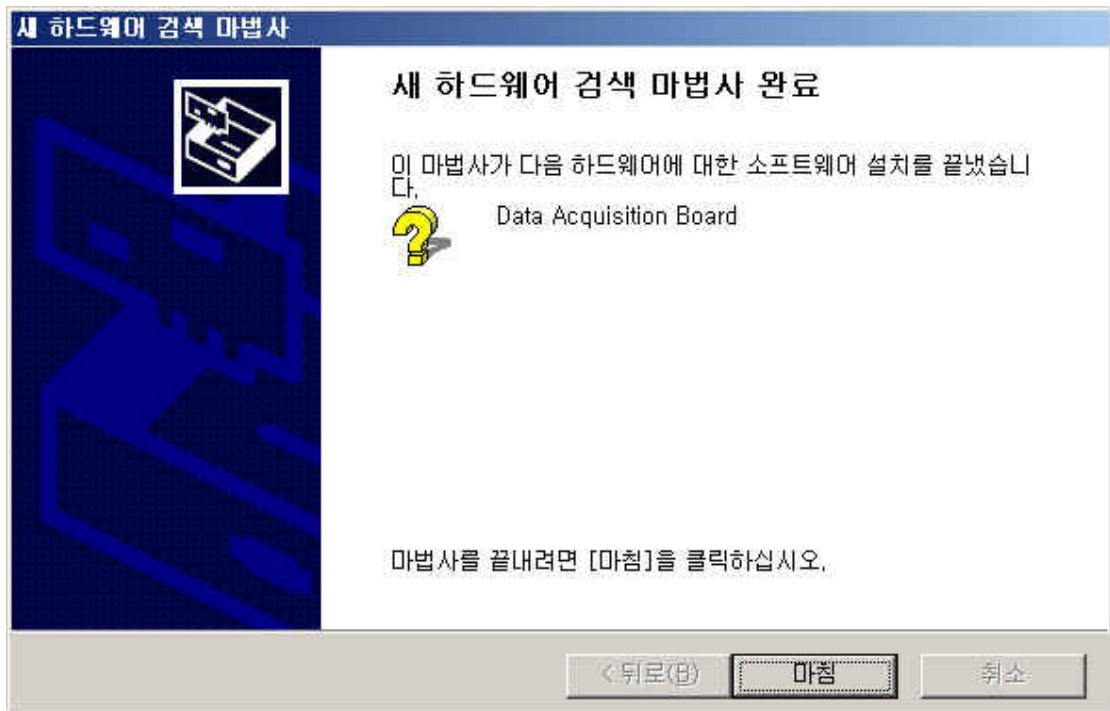 새 하드웨어 검색 마법사
새 하드웨어 검색 마법사 완료
이 마법사가 다음 하드웨어에 대한 소프트웨어 설치를 끝냈습니
다.
Data Acquisition Board
마법사를 끝내려면 [마침]을 클릭하십시오.
< 뒤로(B) 마침 취소